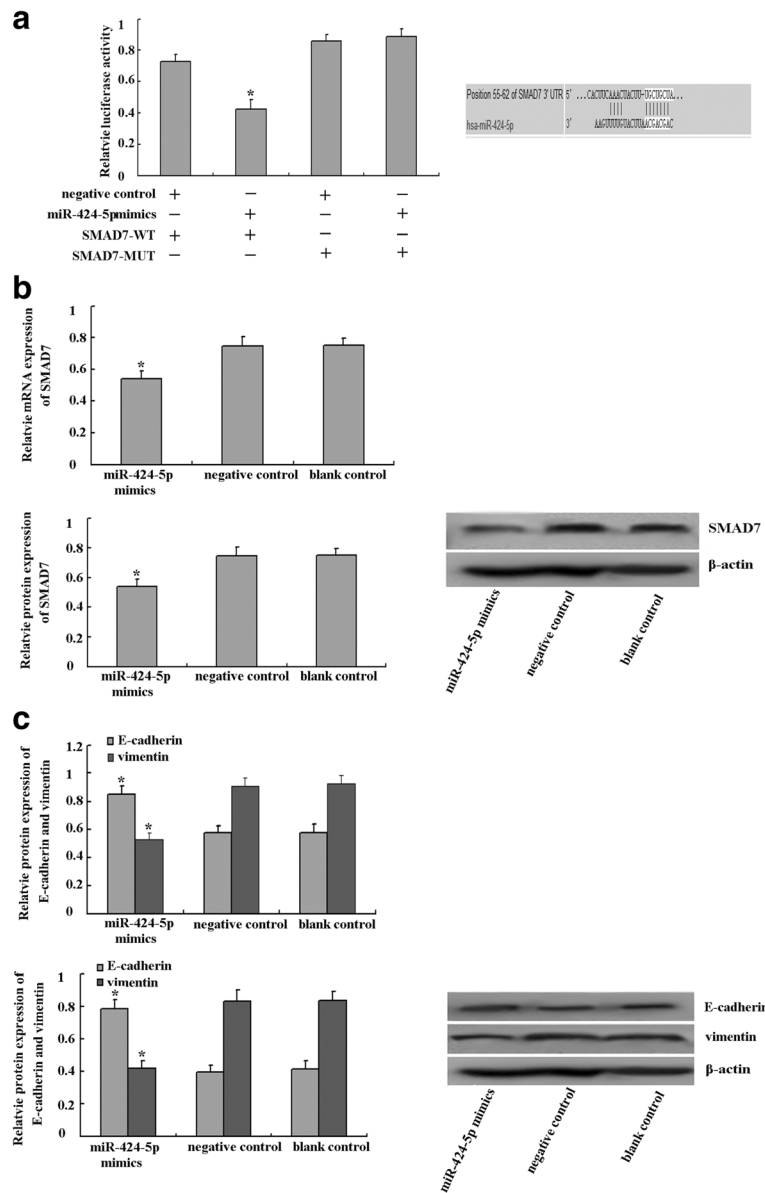 a
Relatvie luciferase activity
1
0.8
0.6
0.4
0.2
0
*
negative control + − + −
miR-424-5pmimics − + − +
SMAD7-WT + + − −
SMAD7-MUT − − + +
Position 55-62 of SMAD7 3' UTR 5' ...CACUUCAAACUACUU-UGCUGCUA...
hsa-miR-424-5p 3' AAGUUUUGUACUUAACGACGAC
b
Relatvie mRNA expression
of SMAD7
1
0.8
0.6
0.4
0.2
0
*
miR-424-5p
mimics
negative control
blank control
Relatvie protein expression
of SMAD7
1
0.8
0.6
0.4
0.2
0
*
miR-424-5p
mimics
negative control
blank control
SMAD7
β-actin
miR-424-5p mimics
negative control
blank control
c
Relatvie protein expression of
E-cadherin and vimentin
E-cadherin
vimentin
1.2
1
0.8
0.6
0.4
0.2
0
*
*
miR-424-5p
mimics
negative control
blank control
Relatvie protein expression of
E-cadherin and vimentin
E-cadherin
vimentin
1
0.8
0.6
0.4
0.2
0
*
*
miR-424-5p
mimics
negative control
blank control
E-cadherin
vimentin
β-actin
miR-424-5p mimics
negative control
blank control